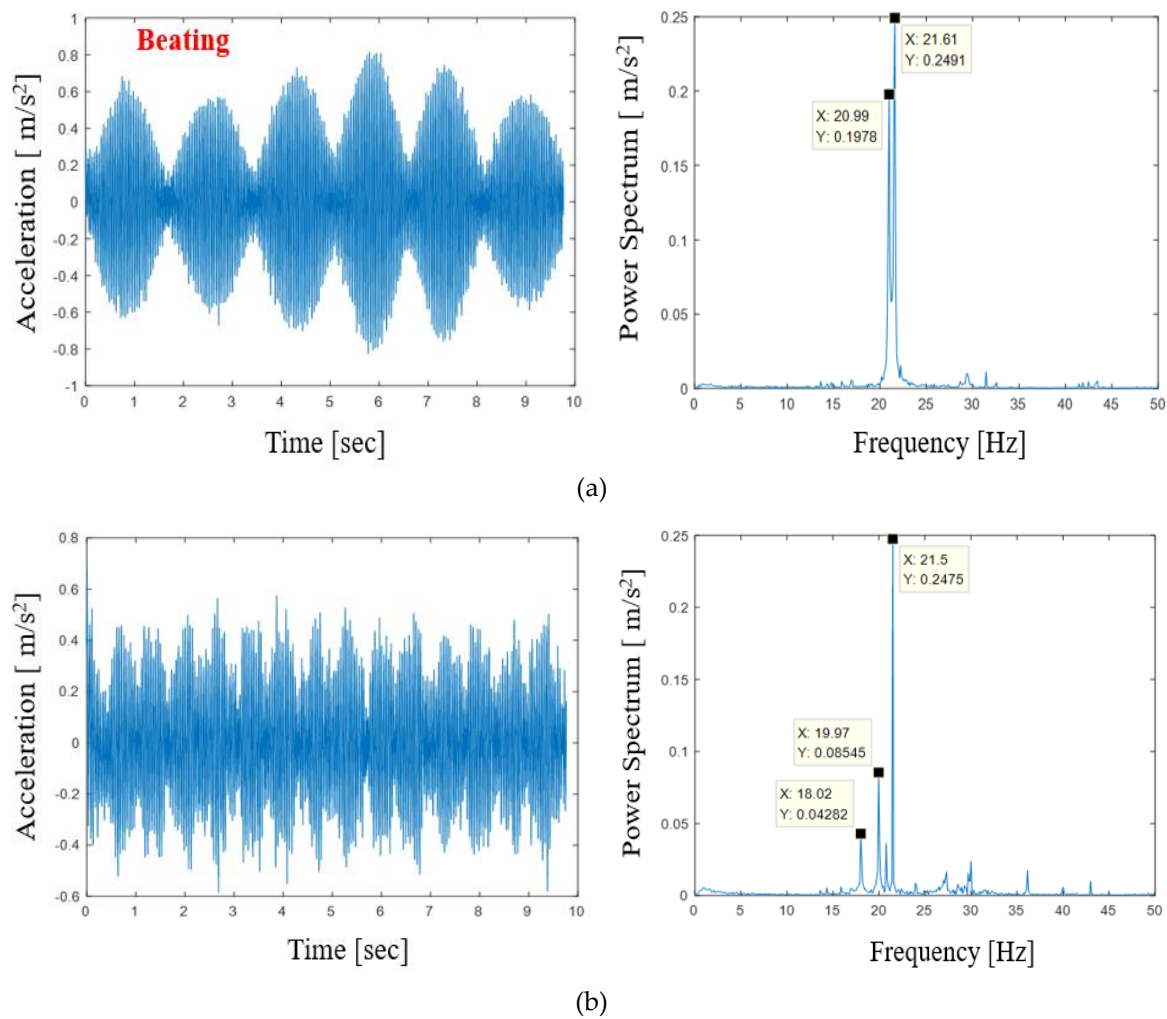 Beating
Acceleration [ m/s²]
1
0.8
0.6
0.4
0.2
0
-0.2
-0.4
-0.6
-0.8
-1
0 1 2 3 4 5 6 7 8 9 10
Time [sec]
Power Spectrum [ m/s²]
0.25
0.2
0.15
0.1
0.05
0
X: 21.61
Y: 0.2491
X: 20.99
Y: 0.1978
0 5 10 15 20 25 30 35 40 45 50
Frequency [Hz]
(a)
Acceleration [ m/s²]
0.8
0.6
0.4
0.2
0
-0.2
-0.4
-0.6
0 1 2 3 4 5 6 7 8 9 10
Time [sec]
Power Spectrum [ m/s²]
0.25
0.2
0.15
0.1
0.05
0
X: 21.5
Y: 0.2475
X: 19.97
Y: 0.08545
X: 18.02
Y: 0.04282
0 5 10 15 20 25 30 35 40 45 50
Frequency [Hz]
(b)